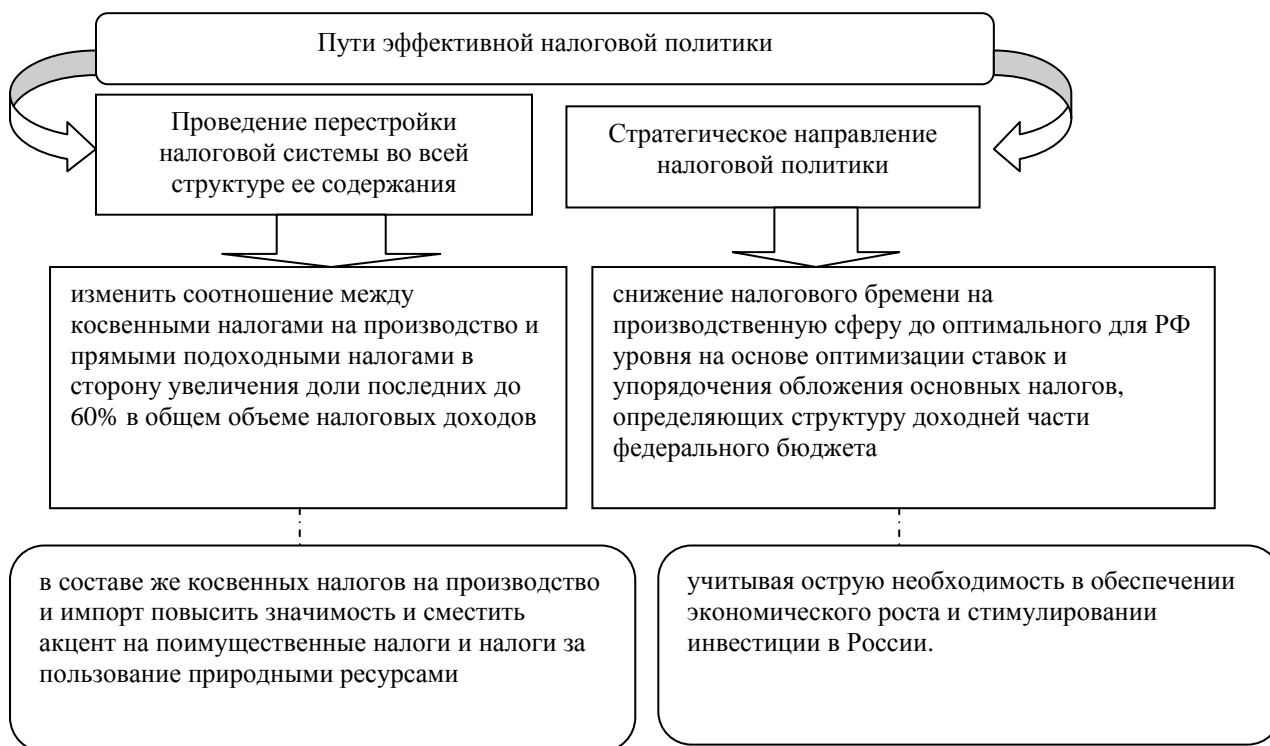 Пути эффективной налоговой политики
Проведение перестройки
налоговой системы во всей
структуре ее содержания
Стратегическое направление
налоговой политики
изменить соотношение между
косвенными налогами на производство и
прямыми подоходными налогами в
сторону увеличения доли последних до
60% в общем объеме налоговых доходов
снижение налогового бремени на
производственную сферу до оптимального для РФ
уровня на основе оптимизации ставок и
упорядочения обложения основных налогов,
определяющих структуру доходней части
федерального бюджета
в составе же косвенных налогов на производство
и импорт повысить значимость и сместить
акцент на поимущественные налоги и налоги за
пользование природными ресурсами
учитывая острую необходимость в обеспечении
экономического роста и стимулировании
инвестиции в России.